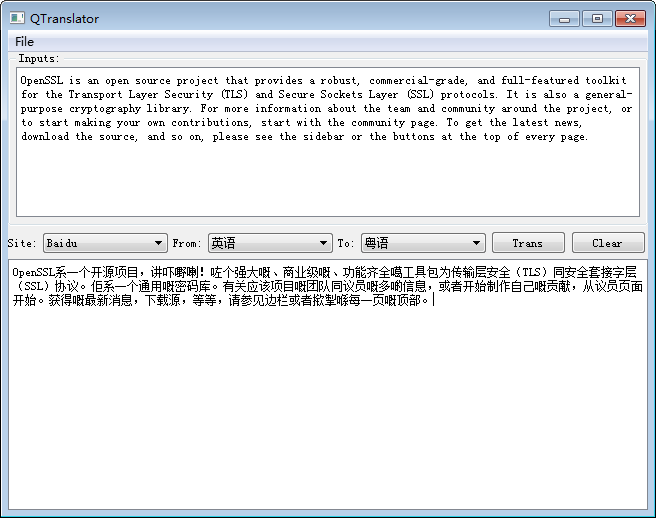 QTranslator
File
Inputs:
OpenSSL is an open source project that provides a robust, commercial-grade, and full-featured toolkit
for the Transport Layer Security (TLS) and Secure Sockets Layer (SSL) protocols. It is also a general-
purpose cryptography library. For more information about the team and community around the project, or
to start making your own contributions, start with the community page. To get the latest news,
download the source, and so on, please see the sidebar or the buttons at the top of every page.
Site: Baidu From: 英语 To: 粤语 Trans Clear
OpenSSL系一个开源项目，讲吓嘢喇！咗个强大嘅、商业级嘅、功能齐全噶工具包为传输层安全（TLS）同安全套接字层
（SSL）协议。佢系一个通用嘅密码库。有关应该项目嘅团队同议员嘅多啲信息，或者开始制作自己嘅贡献，从议员页面
开始。获得嘅最新消息，下载源，等等，请参见边栏或者揿掣喺每一页嘅顶部。